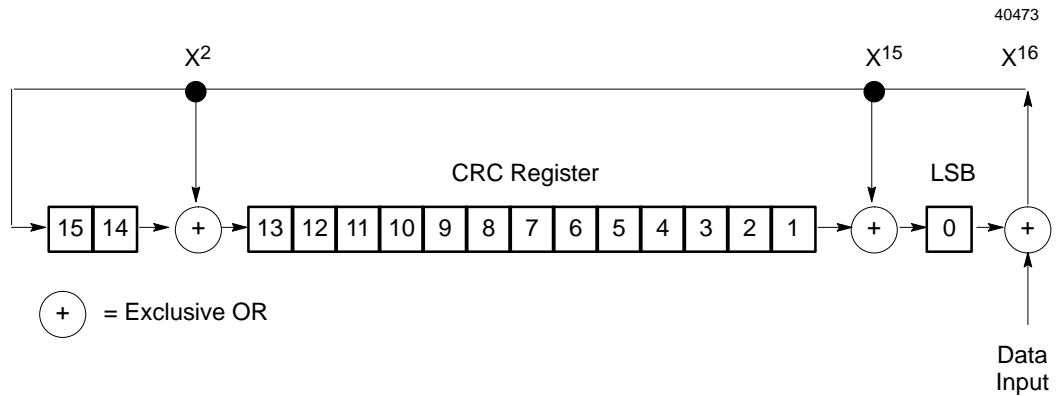 40473
X² X¹⁵ X¹⁶
CRC Register LSB
15 14 + 13 12 11 10 9 8 7 6 5 4 3 2 1 + 0 +
+ = Exclusive OR
Data
Input